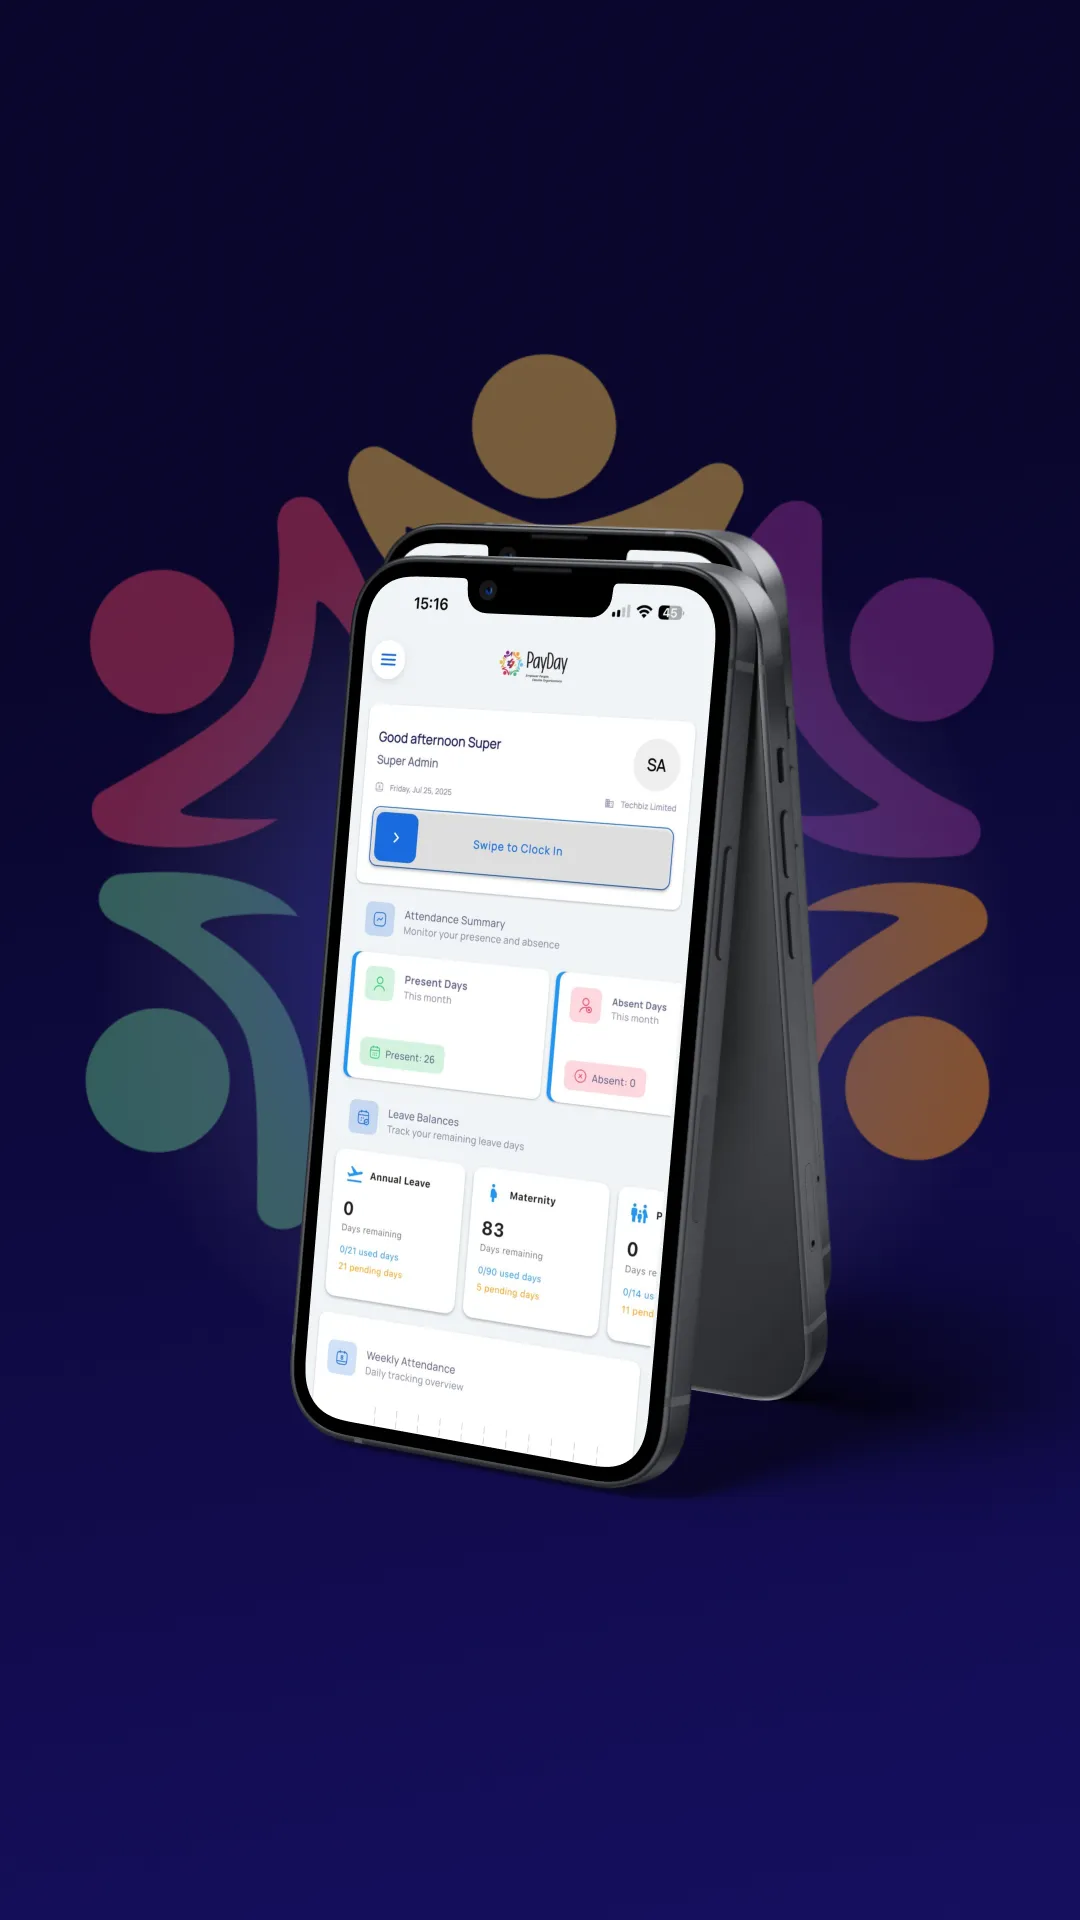 15:16
45
PayDay
Empower People,
Elevate Organizations
Good afternoon Super
Super Admin
SA
Friday, Jul 25, 2025
Techbiz Limited
Swipe to Clock In
Attendance Summary
Monitor your presence and absence
Present Days
This month
Present: 26
Absent Days
This month
Absent: 0
Leave Balances
Track your remaining leave days
Annual Leave
0
Days remaining
0/21 used days
21 pending days
Maternity
83
Days remaining
0/90 used days
5 pending days
P
0
Days re
0/14 us
11 pend
Weekly Attendance
Daily tracking overview